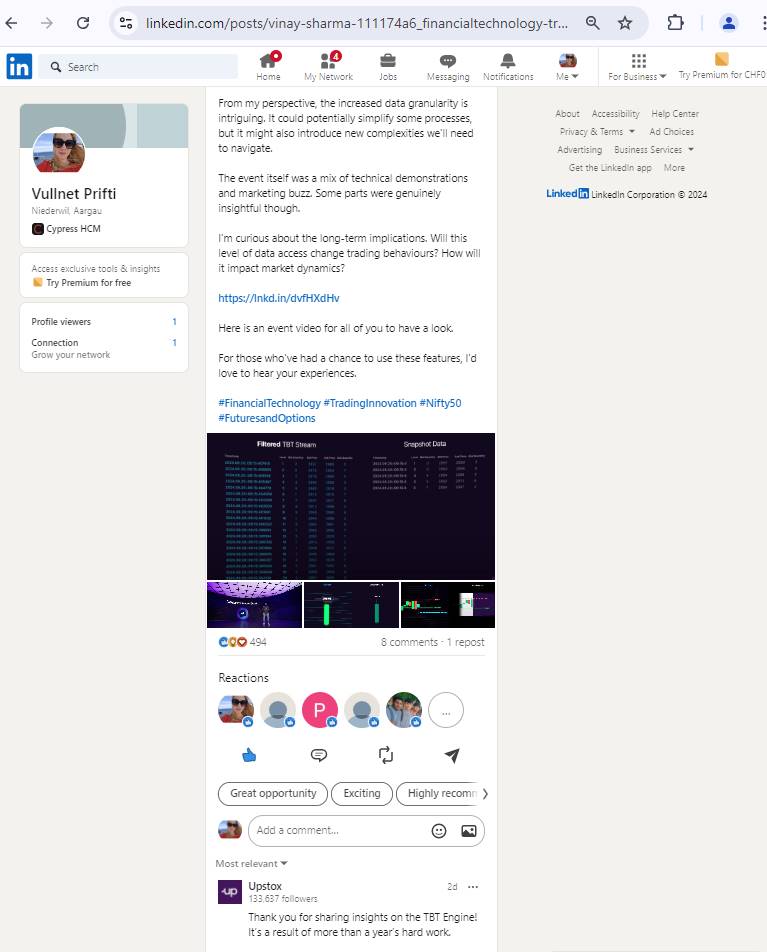 linkedin.com/posts/vinay-sharma-111174a6_financialtechnology-tr...
in
Search
Home
4
My Network
Jobs
Messaging
Notifications
Me
For Business
Try Premium for CHF0
Vullnet Prifti
Niederwil, Aargau
Cypress HCM
Access exclusive tools & insights
Try Premium for free
Profile viewers 1
Connection 1
Grow your network
From my perspective, the increased data granularity is
intriguing. It could potentially simplify some processes,
but it might also introduce new complexities we'll need
to navigate.
The event itself was a mix of technical demonstrations
and marketing buzz. Some parts were genuinely
insightful though.
I'm curious about the long-term implications. Will this
level of data access change trading behaviours? How will
it impact market dynamics?
https://lnkd.in/dvfHXdHv
Here is an event video for all of you to have a look.
For those who've had a chance to use these features, I'd
love to hear your experiences.
#FinancialTechnology #TradingInnovation #Nifty50
#FuturesandOptions
Filtered TBT Stream
Snapshot Data
494
8 comments · 1 repost
Reactions
P
...
Great opportunity
Exciting
Highly recomm
Add a comment...
Most relevant
up
Upstox
2d
133,637 followers
Thank you for sharing insights on the TBT Engine!
It's a result of more than a year's hard work.
About Accessibility Help Center
Privacy & Terms Ad Choices
Advertising Business Services
Get the LinkedIn app More
LinkedIn LinkedIn Corporation © 2024